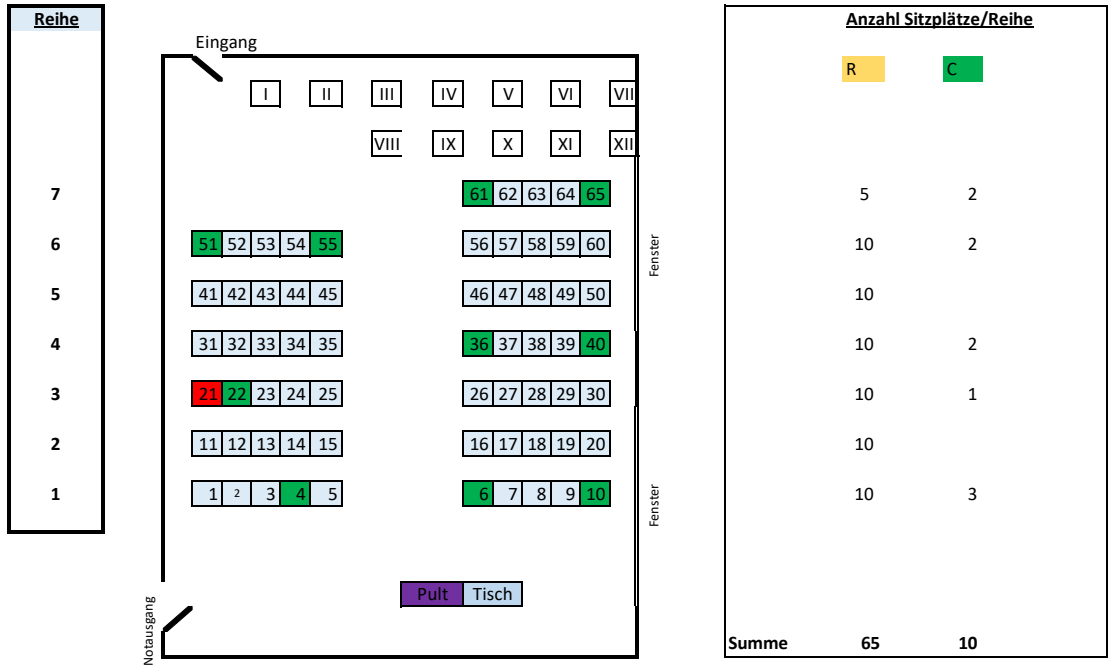 Reihe Anzahl Sitzplätze/Reihe
Eingang
R C
I II III IV V VI VII
VIII IX X XI XII
7 61 62 63 64 65 5 2
6 51 52 53 54 55 56 57 58 59 60 10 2
Fenster
5 41 42 43 44 45 46 47 48 49 50 10
4 31 32 33 34 35 36 37 38 39 40 10 2
3 21 22 23 24 25 26 27 28 29 30 10 1
2 11 12 13 14 15 16 17 18 19 20 10
1 1 2 3 4 5 6 7 8 9 10 10 3
Fenster
Pult Tisch
Notausgang
Summe 65 10